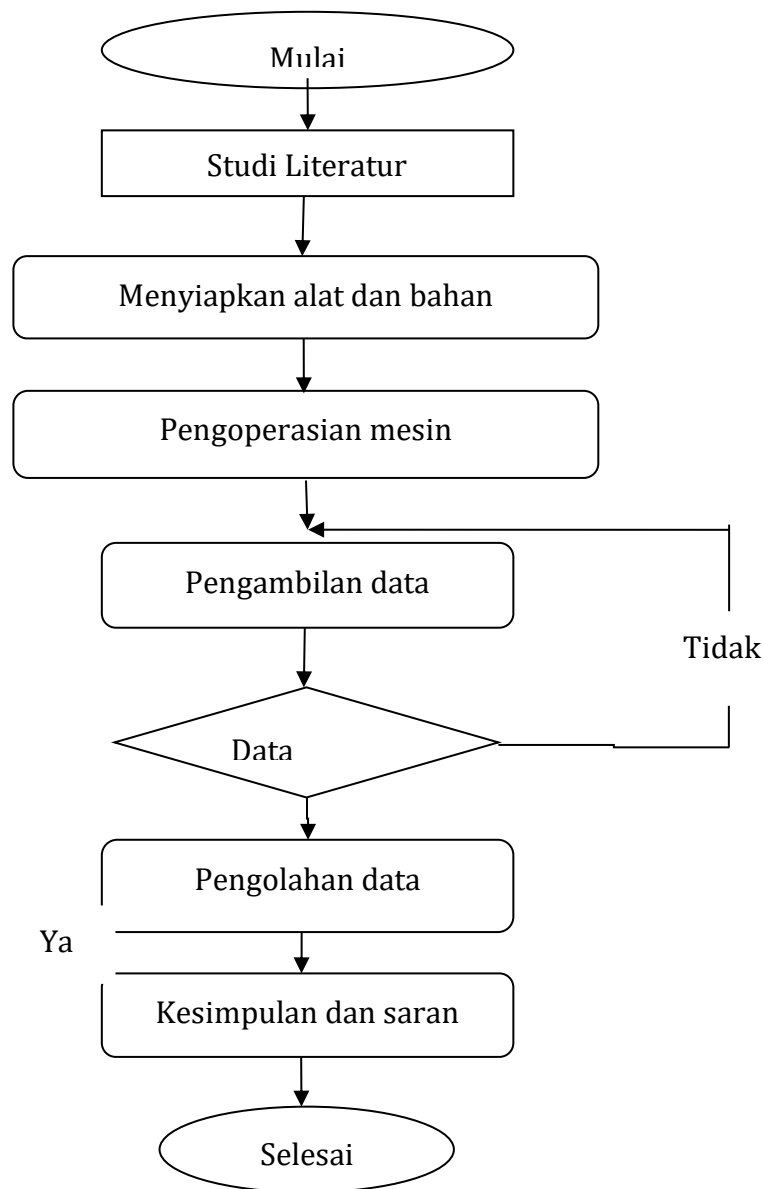 Mulai
Studi Literatur
Menyiapkan alat dan bahan
Pengoperasian mesin
Pengambilan data
Tidak
Data
Pengolahan data
Ya
Kesimpulan dan saran
Selesai